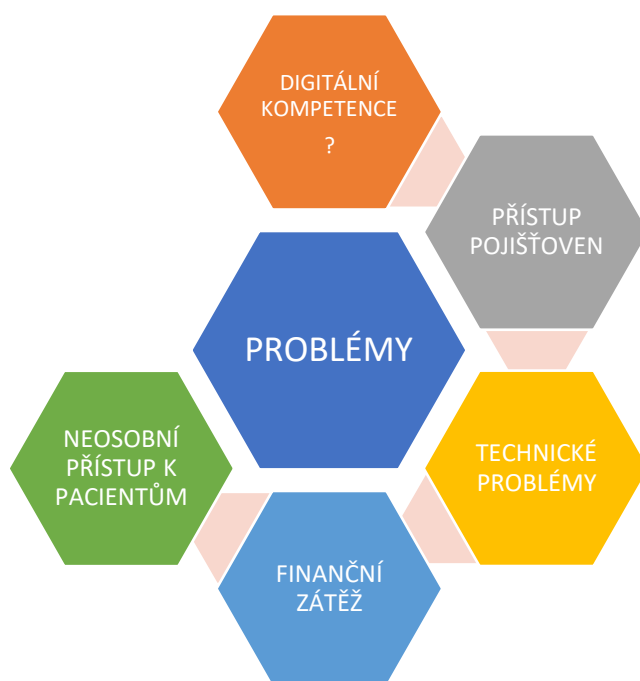 DIGITÁLNÍ
KOMPETENCE
?
PŘÍSTUP
POJIŠŤOVEN
PROBLÉMY
NEOSOBNÍ
PŘÍSTUP K
PACIENTŮM
TECHNICKÉ
PROBLÉMY
FINANČNÍ
ZÁTĚŽ